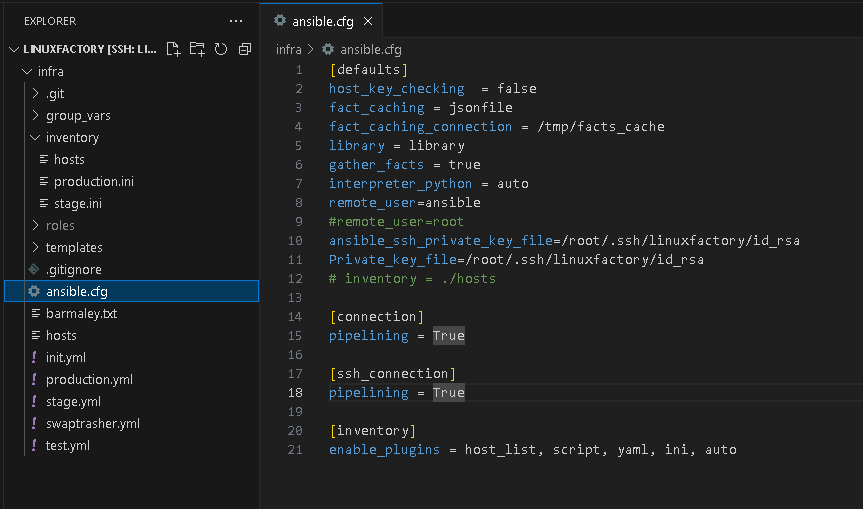 EXPLORER
LINUXFACTORY [SSH: LI...
infra
.git
group_vars
inventory
hosts
production.ini
stage.ini
roles
templates
.gitignore
ansible.cfg
barmaley.txt
hosts
init.yml
production.yml
stage.yml
swaptrasher.yml
test.yml
ansible.cfg
infra > ansible.cfg
1 [defaults]
2 host_key_checking  = false
3 fact_caching = jsonfile
4 fact_caching_connection = /tmp/facts_cache
5 library = library
6 gather_facts = true
7 interpreter_python = auto
8 remote_user=ansible
9 #remote_user=root
10 ansible_ssh_private_key_file=/root/.ssh/linuxfactory/id_rsa
11 Private_key_file=/root/.ssh/linuxfactory/id_rsa
12 # inventory = ./hosts
13
14 [connection]
15 pipelining = True
16
17 [ssh_connection]
18 pipelining = True
19
20 [inventory]
21 enable_plugins = host_list, script, yaml, ini, auto